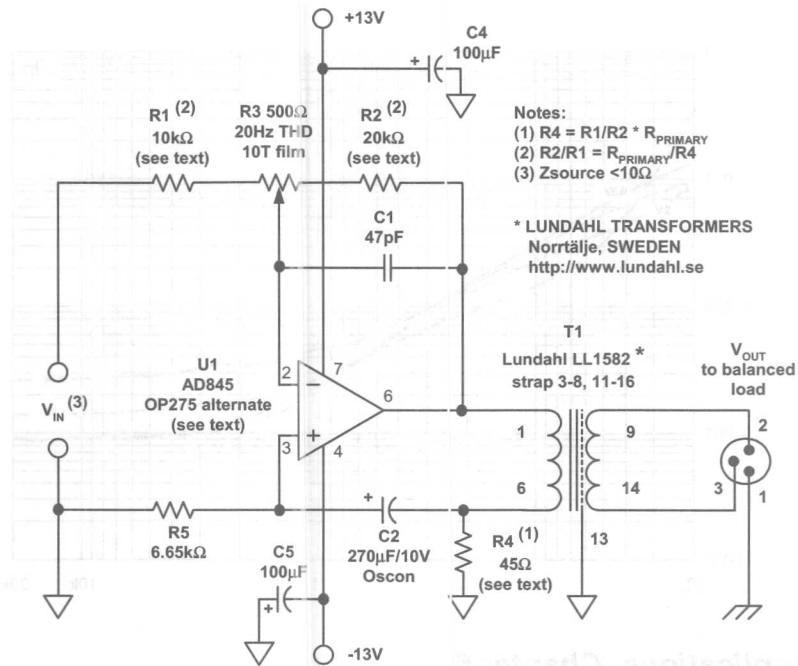 +13V
C4
100µF
R1 (2)
10kΩ
(see text)
R3 500Ω
20Hz THD
10T film
R2 (2)
20kΩ
(see text)
C1
47pF
Notes:
(1) R4 = R1/R2 * RPRIMARY
(2) R2/R1 = RPRIMARY/R4
(3) Zsource <10Ω
* LUNDAHL TRANSFORMERS
Norrtälje, SWEDEN
http://www.lundahl.se
T1
Lundahl LL1582 *
strap 3-8, 11-16
VOUT
to balanced
load
U1
AD845
OP275 alternate
(see text)
2
7
6
3
4
VIN (3)
1
6
9
14
13
2
3
1
R5
6.65kΩ
C2
270µF/10V
Oscon
R4 (1)
45Ω
(see text)
C5
100µF
-13V
+
+
+
−
+